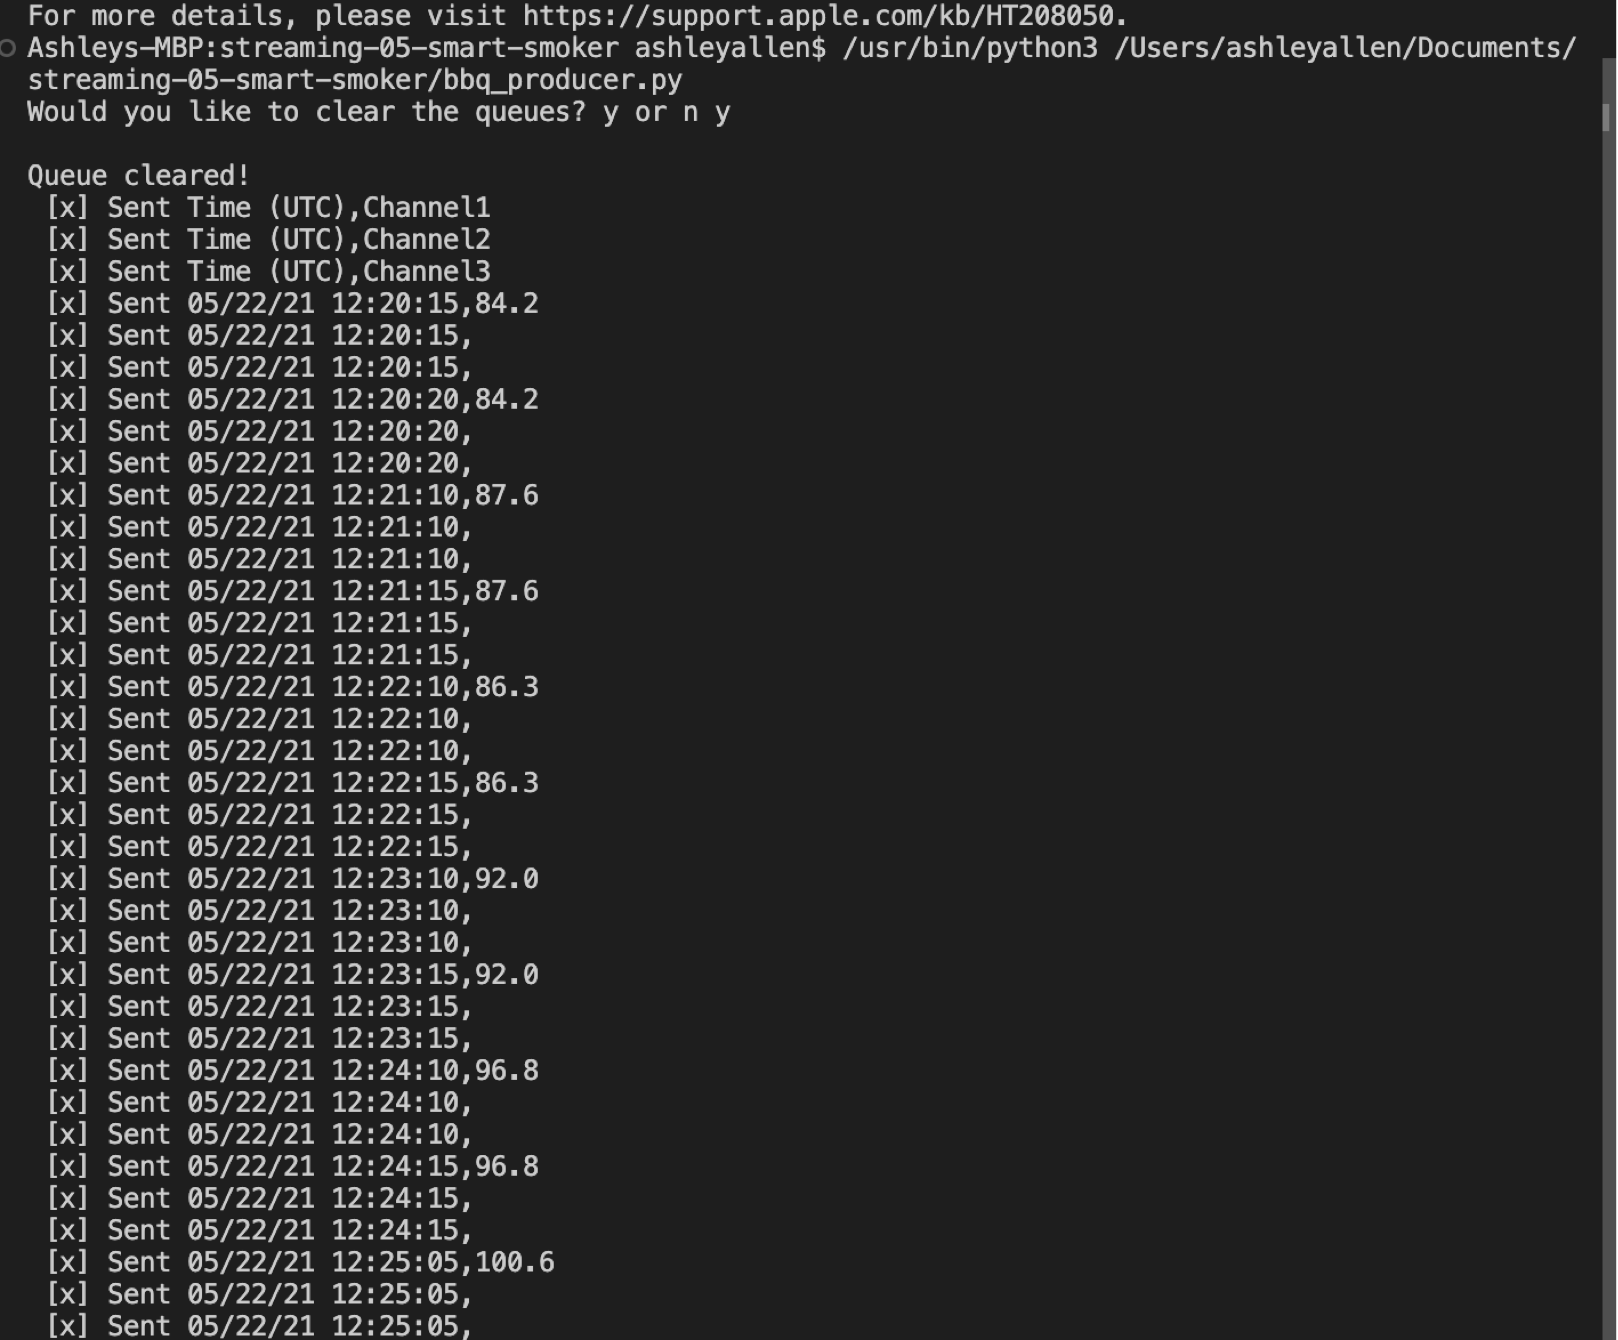 For more details, please visit https://support.apple.com/kb/HT208050.
Ashleys-MBP:streaming-05-smart-smoker ashleyallen$ /usr/bin/python3 /Users/ashleyallen/Documents/
streaming-05-smart-smoker/bbq_producer.py
Would you like to clear the queues? y or n y
Queue cleared!
[x] Sent Time (UTC),Channel1
[x] Sent Time (UTC),Channel2
[x] Sent Time (UTC),Channel3
[x] Sent 05/22/21 12:20:15,84.2
[x] Sent 05/22/21 12:20:15,
[x] Sent 05/22/21 12:20:15,
[x] Sent 05/22/21 12:20:20,84.2
[x] Sent 05/22/21 12:20:20,
[x] Sent 05/22/21 12:20:20,
[x] Sent 05/22/21 12:21:10,87.6
[x] Sent 05/22/21 12:21:10,
[x] Sent 05/22/21 12:21:10,
[x] Sent 05/22/21 12:21:15,87.6
[x] Sent 05/22/21 12:21:15,
[x] Sent 05/22/21 12:21:15,
[x] Sent 05/22/21 12:22:10,86.3
[x] Sent 05/22/21 12:22:10,
[x] Sent 05/22/21 12:22:10,
[x] Sent 05/22/21 12:22:15,86.3
[x] Sent 05/22/21 12:22:15,
[x] Sent 05/22/21 12:22:15,
[x] Sent 05/22/21 12:23:10,92.0
[x] Sent 05/22/21 12:23:10,
[x] Sent 05/22/21 12:23:10,
[x] Sent 05/22/21 12:23:15,92.0
[x] Sent 05/22/21 12:23:15,
[x] Sent 05/22/21 12:23:15,
[x] Sent 05/22/21 12:24:10,96.8
[x] Sent 05/22/21 12:24:10,
[x] Sent 05/22/21 12:24:10,
[x] Sent 05/22/21 12:24:15,96.8
[x] Sent 05/22/21 12:24:15,
[x] Sent 05/22/21 12:24:15,
[x] Sent 05/22/21 12:25:05,100.6
[x] Sent 05/22/21 12:25:05,
[x] Sent 05/22/21 12:25:05,